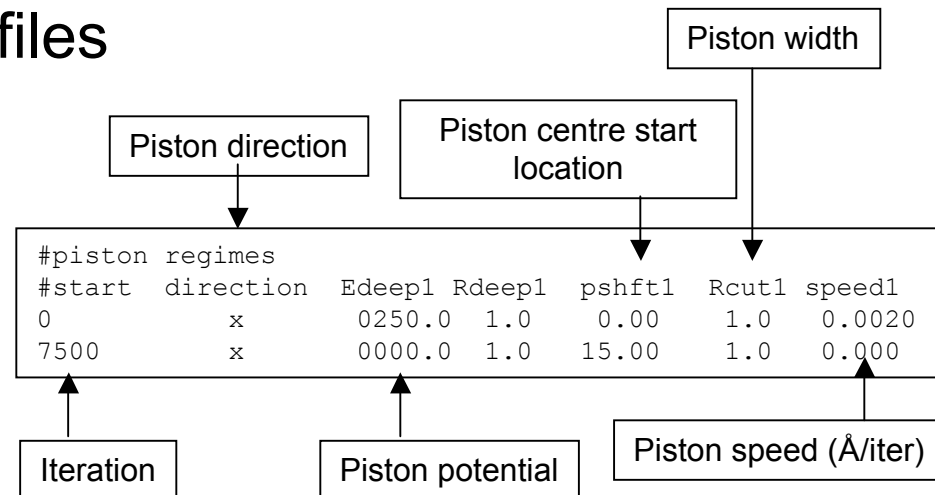 files
Piston width
Piston direction
Piston centre start
location
#piston regimes
#start direction Edeep1 Rdeep1 pshft1 Rcut1 speed1
0 x 0250.0 1.0 0.00 1.0 0.0020
7500 x 0000.0 1.0 15.00 1.0 0.000
Iteration
Piston potential
Piston speed (Å/iter)